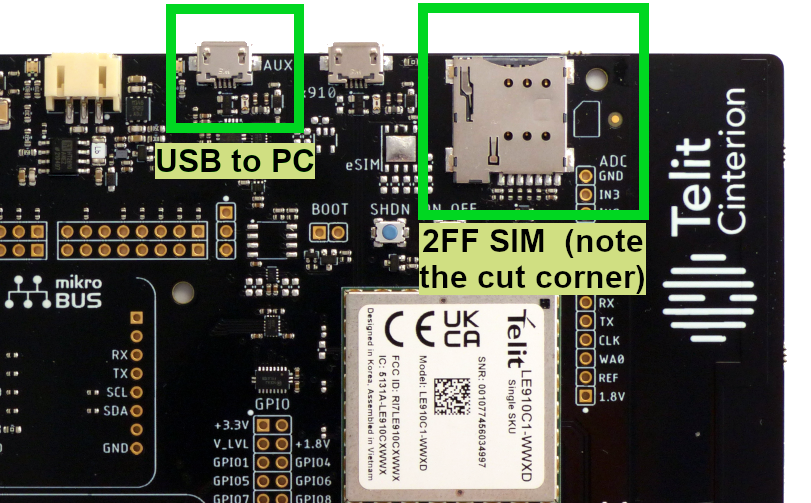 AUX
x910
USB to PC
eSIM
ADC
GND
IN3
BOOT
SHDN
ON_OFF
2FF SIM (note
the cut corner)
Telit
Cinterion
mikro
BUS
RX
TX
SCL
SDA
GND
RX
TX
CLK
WA0
REF
1.8V
GPIO
+3.3V
V_LVL
+1.8V
GPIO1
GPIO4
GPIO5
GPIO6
GPIO7
GPIO8
Telit
LE910C1-WWXD
Single SKU
SNR: 001077456034997
Model: LE910C1-WWXD
FCC ID: RI7LE910CXWWX
IC: 5131A-LE910CXWWX
Designed in Korea, Assembled in Vietnam
CE
UK
CA